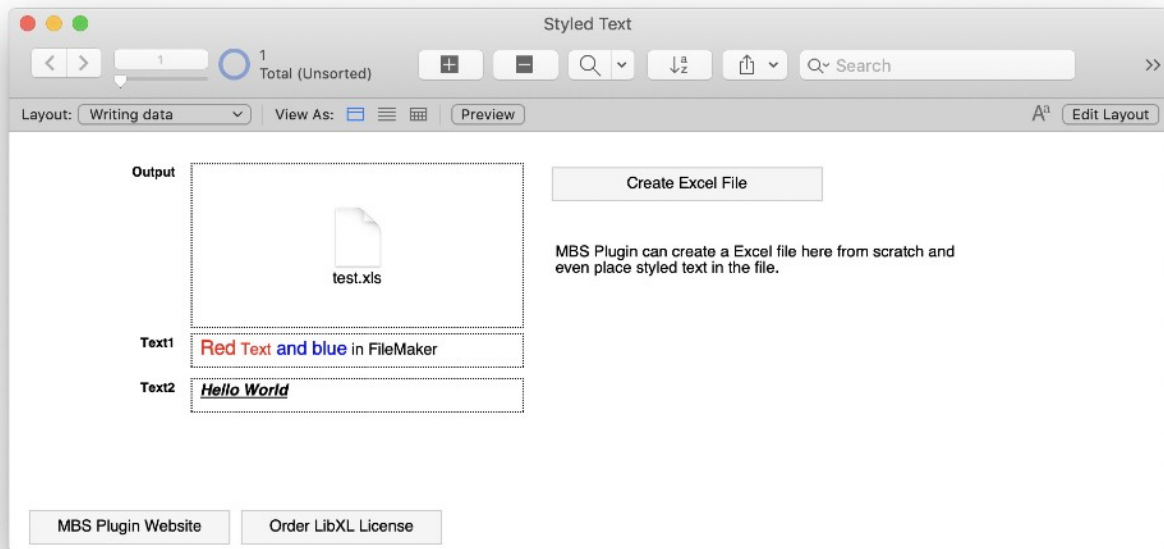 Styled Text
1
1
Total (Unsorted)
Search
Layout: Writing data
View As:
Preview
Aa
Edit Layout
Output
test.xls
Create Excel File
MBS Plugin can create a Excel file here from scratch and
even place styled text in the file.
Text1
Red Text and blue in FileMaker
Text2
Hello World
MBS Plugin Website
Order LibXL License